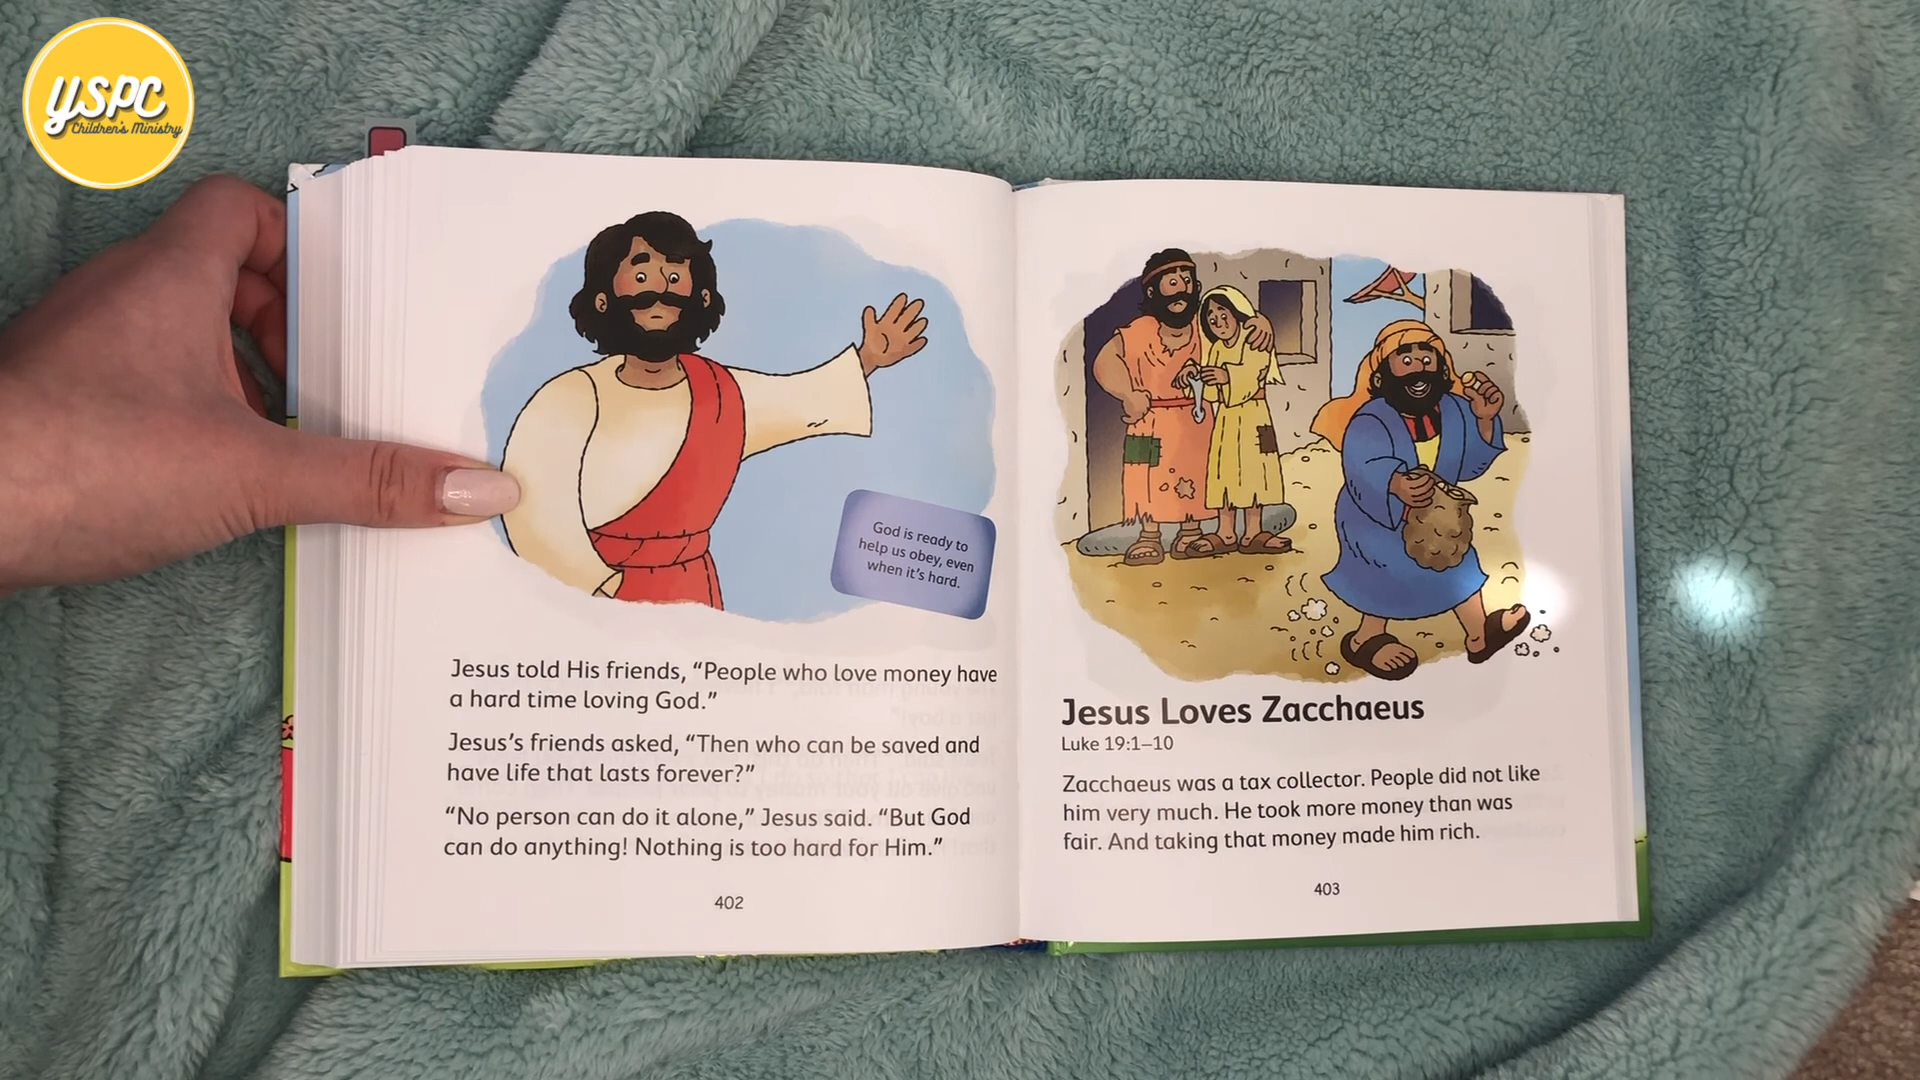 YSPC
Children's Ministry
God is ready to
help us obey, even
when it's hard.
Jesus told His friends, “People who love money have
a hard time loving God.”
Jesus's friends asked, “Then who can be saved and
have life that lasts forever?”
“No person can do it alone,” Jesus said. “But God
can do anything! Nothing is too hard for Him.”
402
Jesus Loves Zacchaeus
Luke 19:1–10
Zacchaeus was a tax collector. People did not like
him very much. He took more money than was
fair. And taking that money made him rich.
403